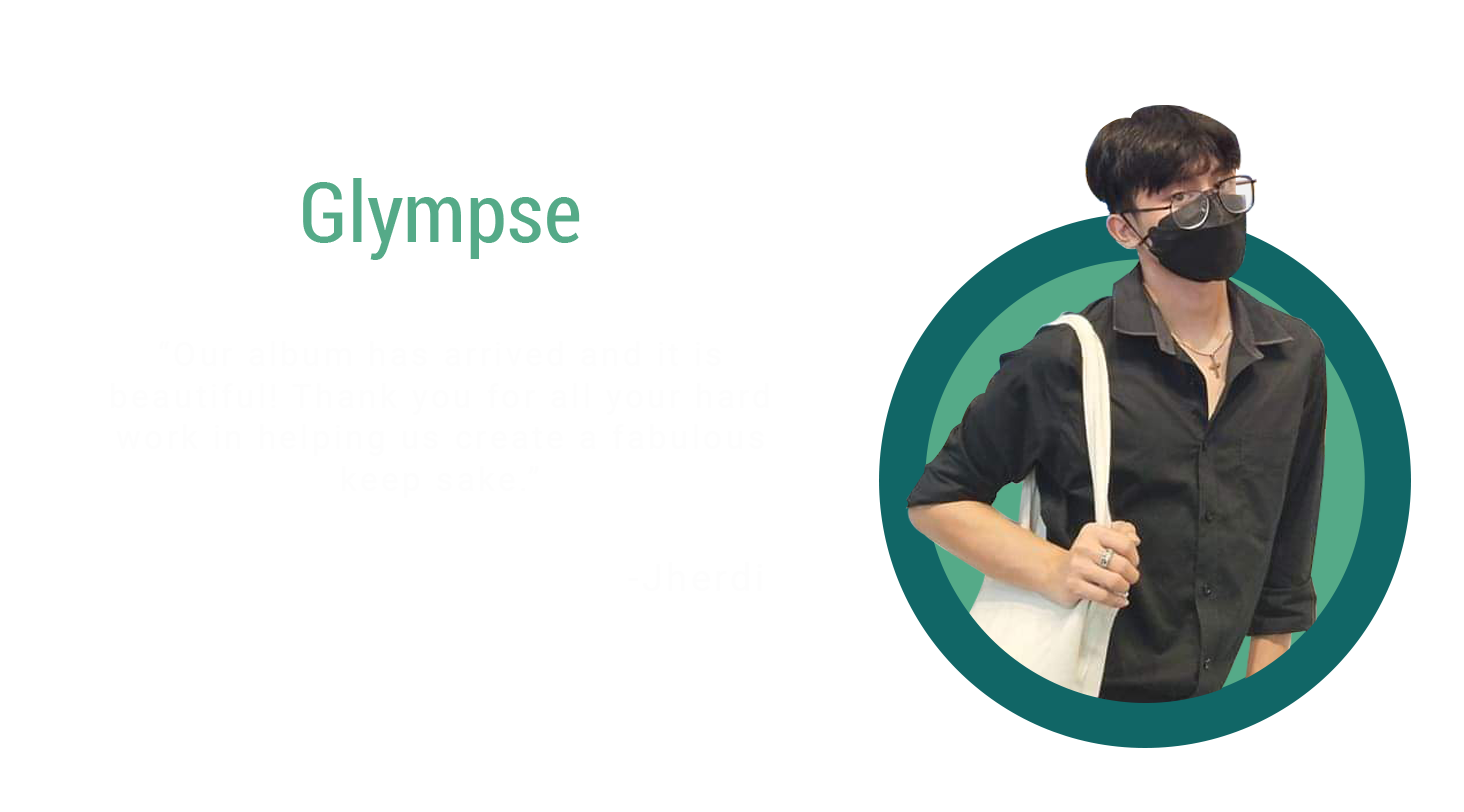 Glympse
"Our album has arrived and it is
beautiful! Thank you for all your hard
work in helping us create a fabulous
keep sake."
-Jherdi